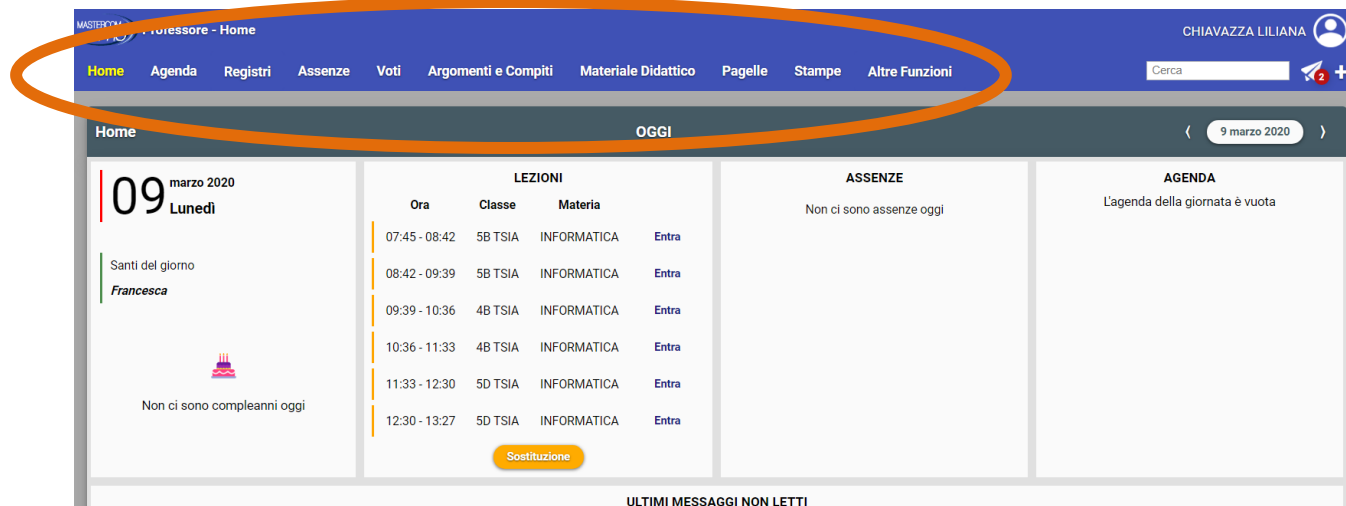 MASTERCOM
Professore - Home
CHIAVAZZA LILIANA
Home Agenda Registri Assenze Voti Argomenti e Compiti Materiale Didattico Pagelle Stampe Altre Funzioni
Cerca
2
Home
OGGI
9 marzo 2020
09
marzo 2020
Lunedì
Santi del giorno
Francesca
Non ci sono compleanni oggi
LEZIONI
Ora Classe Materia
07:45 - 08:42 5B TSIA INFORMATICA Entra
08:42 - 09:39 5B TSIA INFORMATICA Entra
09:39 - 10:36 4B TSIA INFORMATICA Entra
10:36 - 11:33 4B TSIA INFORMATICA Entra
11:33 - 12:30 5D TSIA INFORMATICA Entra
12:30 - 13:27 5D TSIA INFORMATICA Entra
Sostituzione
ASSENZE
Non ci sono assenze oggi
AGENDA
L'agenda della giornata è vuota
ULTIMI MESSAGGI NON LETTI